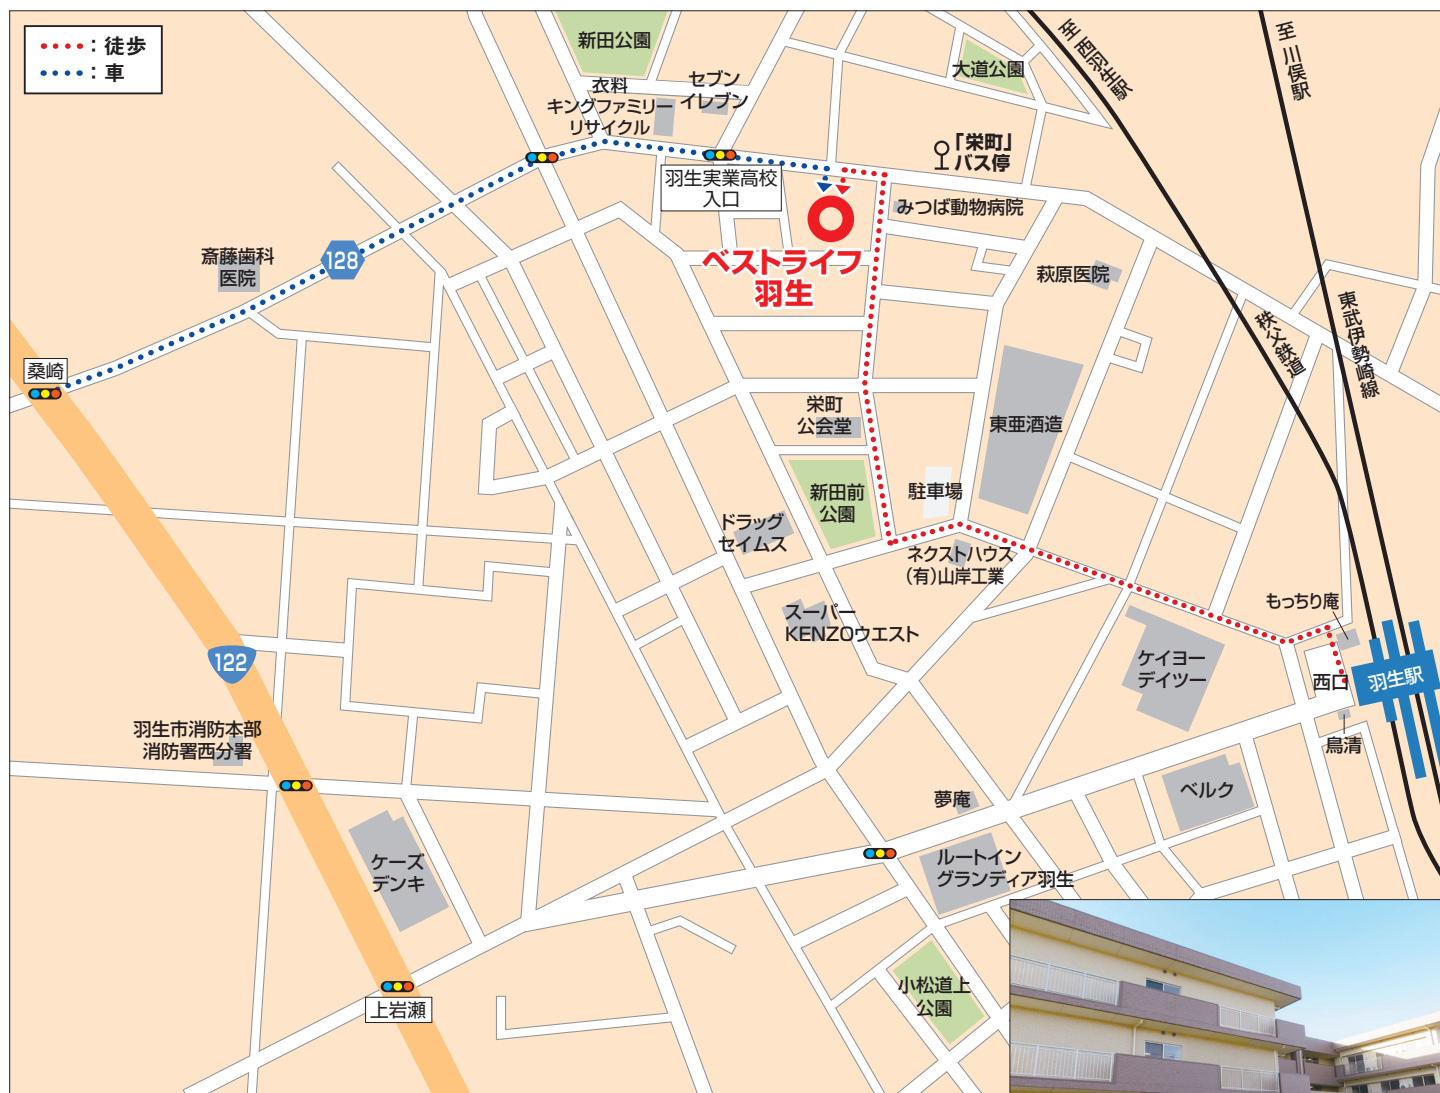 ：徒歩
：車
新田公園
衣料
キングファミリー
リサイクル
セブン
イレブン
大道公園
至 西羽生駅
至 川俣駅
「栄町」
バス停
羽生実業高校
入口
みつば動物病院
斎藤歯科
医院
128
ベストライフ
羽生
萩原医院
秩父鉄道
東武伊勢崎線
桑崎
栄町
公会堂
東亜酒造
新田前
公園
駐車場
ドラッグ
セイムス
ネクストハウス
(有)山岸工業
スーパー
KENZOウエスト
もっちり庵
ケイヨー
デイツー
西口
羽生駅
122
羽生市消防本部
消防署西分署
鳥清
ベルク
夢庵
ケーズ
デンキ
ルートイン
グランディア羽生
小松道上
公園
上岩瀬